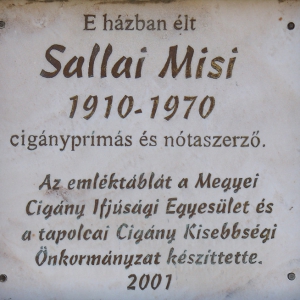 E házban élt
Sallai Misi
1910-1970
cigányprímás és nótaszerző.
Az emléktáblát a Megyei
Cigány Ifjúsági Egyesület és
a tapolcai Cigány Kisebbségi
Önkormányzat készíttette.
2001